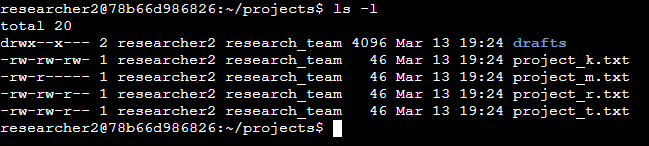 researcher2@78b66d986826:~/projects$ ls -l
total 20
drwx--x--- 2 researcher2 research_team 4096 Mar 13 19:24 drafts
-rw-rw-rw- 1 researcher2 research_team   46 Mar 13 19:24 project_k.txt
-rw-r----- 1 researcher2 research_team   46 Mar 13 19:24 project_m.txt
-rw-rw-r-- 1 researcher2 research_team   46 Mar 13 19:24 project_r.txt
-rw-rw-r-- 1 researcher2 research_team   46 Mar 13 19:24 project_t.txt
researcher2@78b66d986826:~/projects$